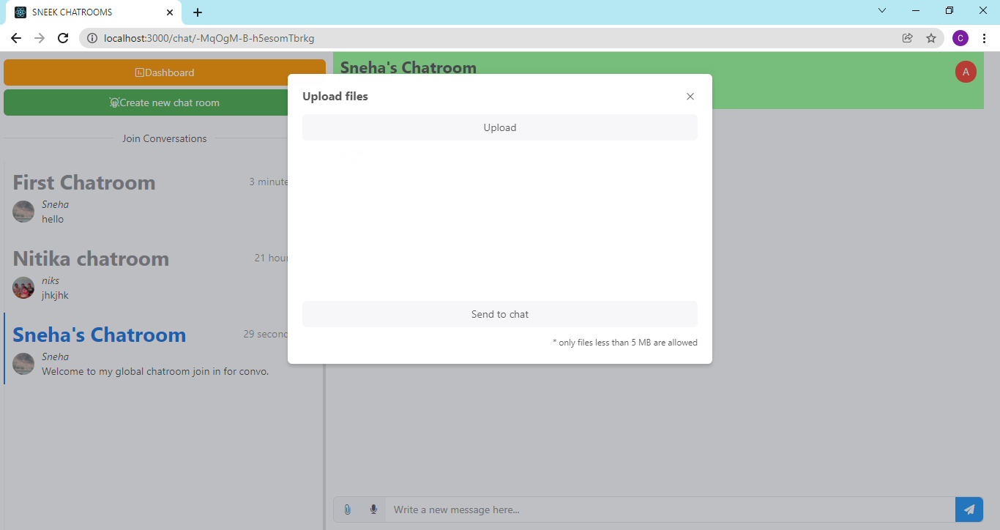 SNEEK CHATROOMS
localhost:3000/chat/-MqOgM-B-h5esomTbrkg
C
Dashboard
Create new chat room
Join Conversations
First Chatroom
3 minute
Sneha
hello
Nitika chatroom
21 hour
niks
jhkjhk
Sneha's Chatroom
29 second
Sneha
Welcome to my global chatroom join in for convo.
Sneha's Chatroom
A
Upload files
Upload
Send to chat
* only files less than 5 MB are allowed
Write a new message here...